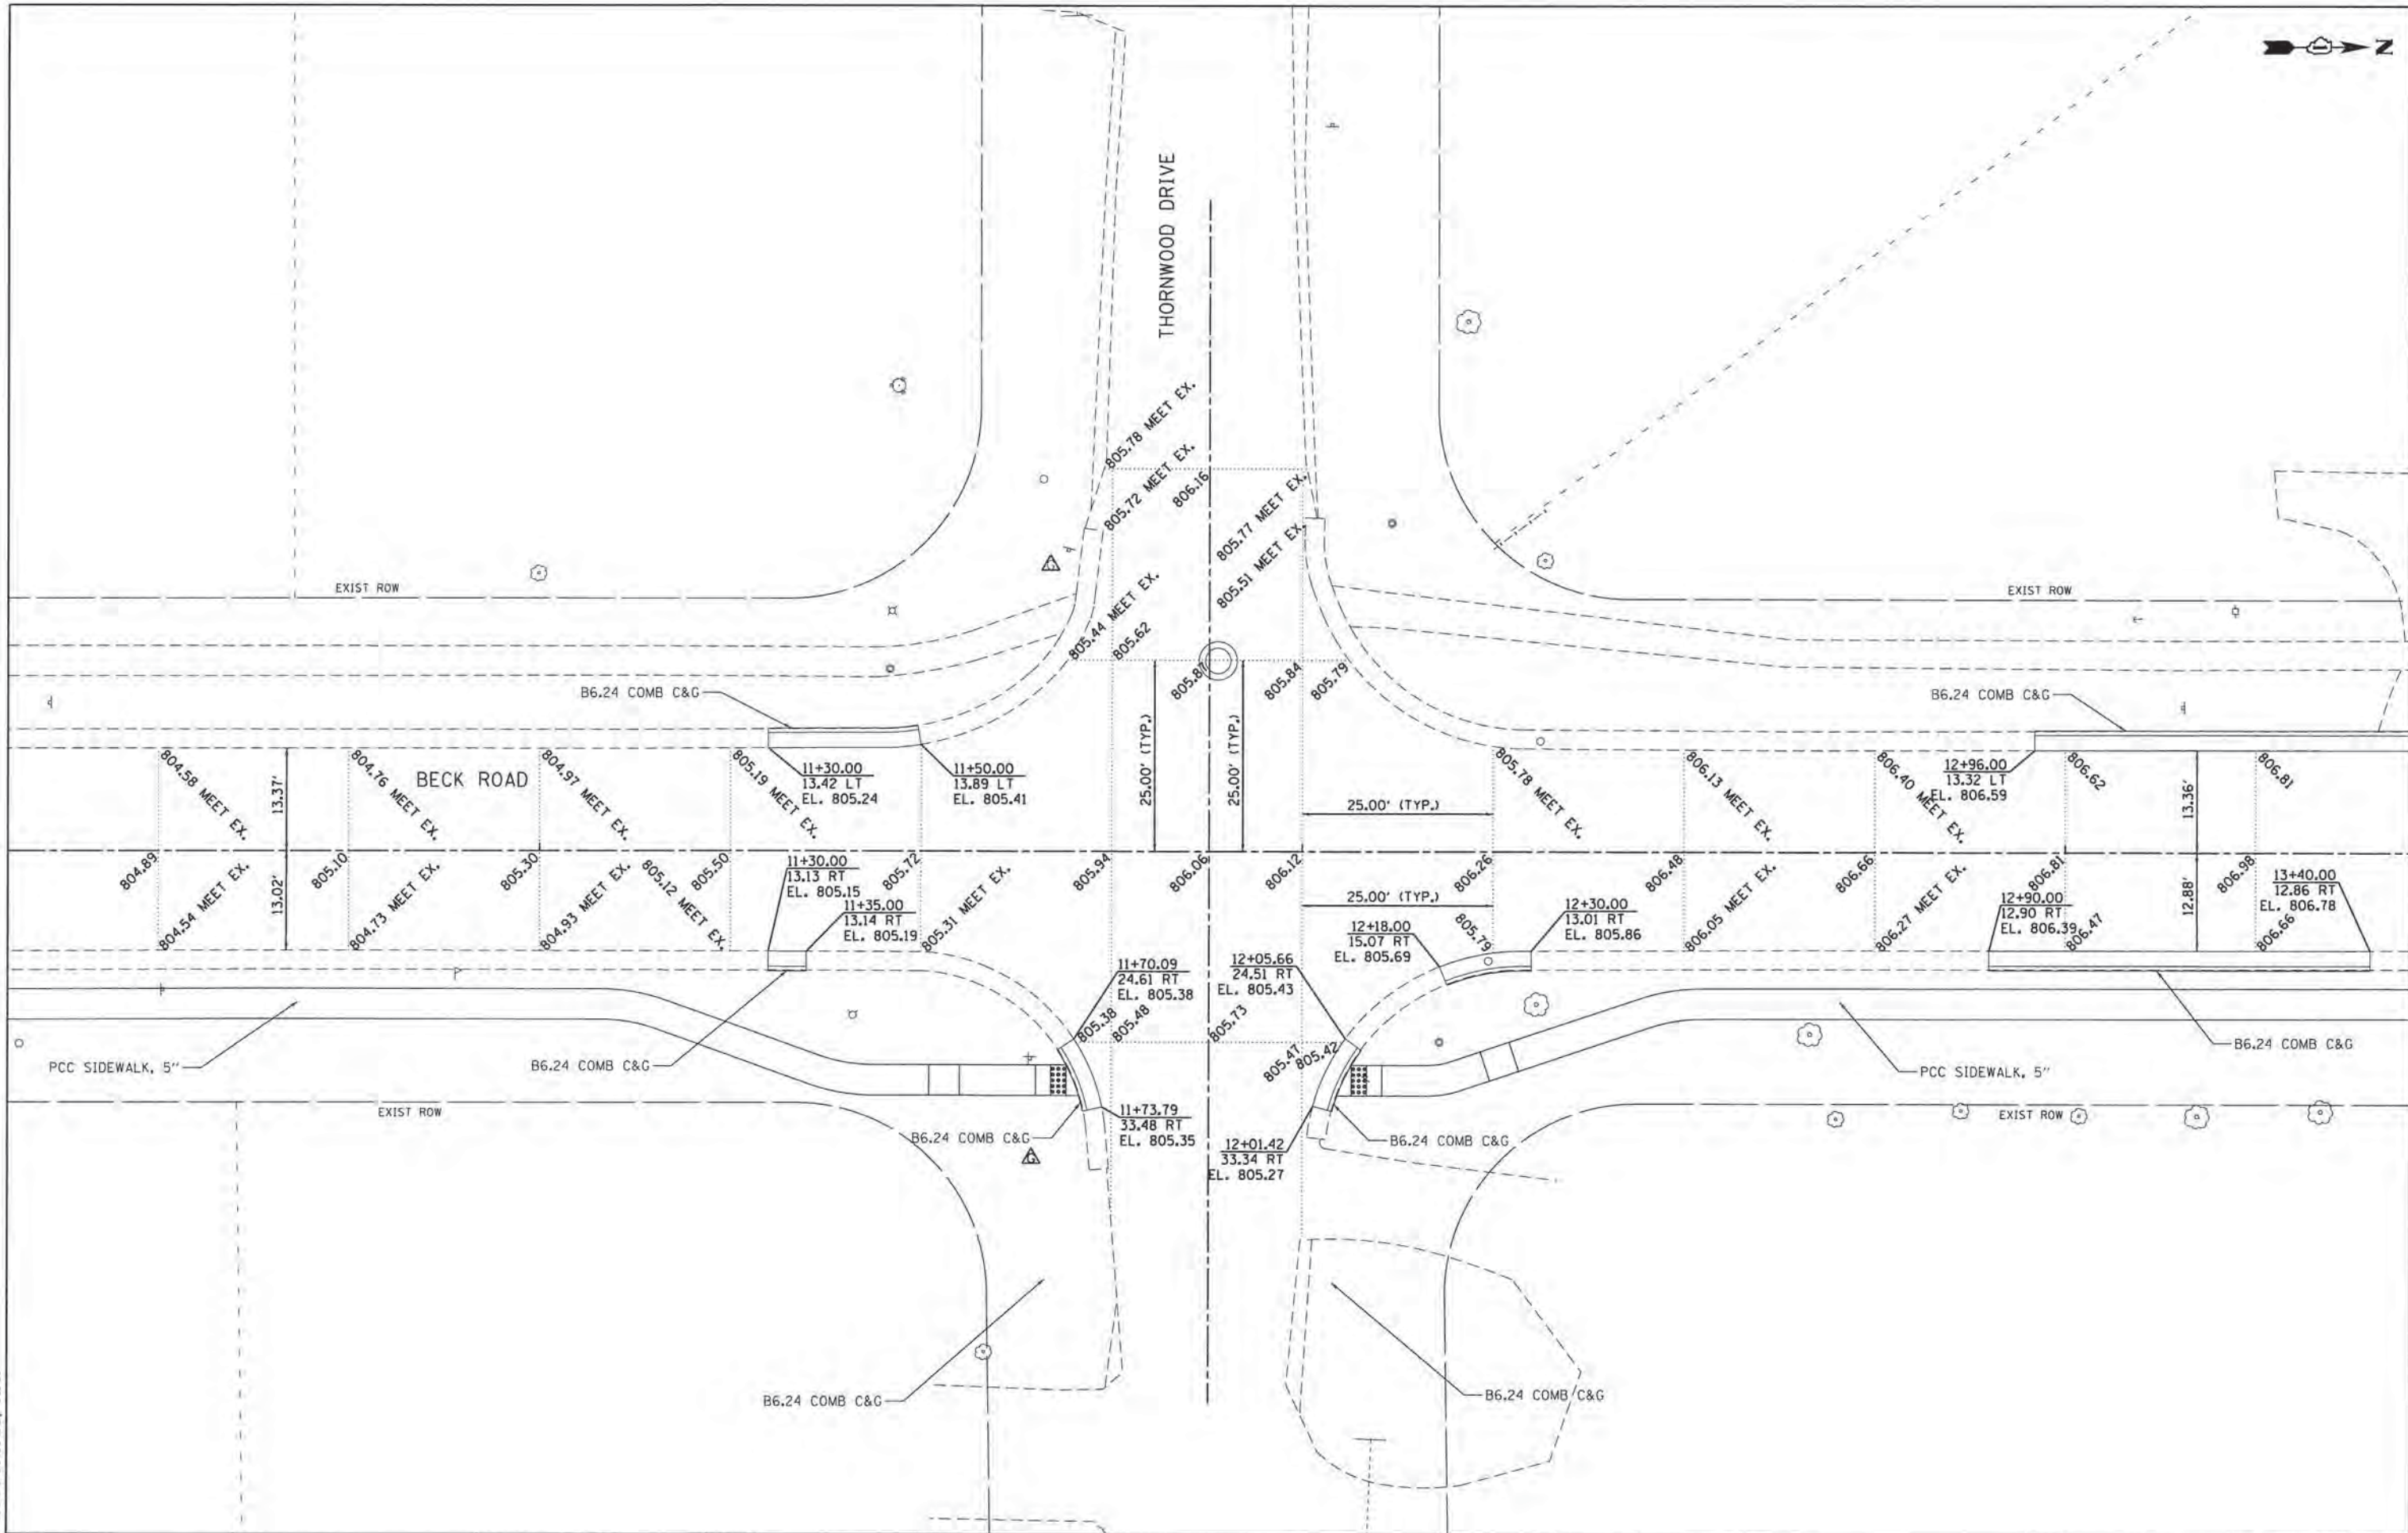 N
THORNWOOD DRIVE
805.78 MEET EX.
805.72 MEET EX.
806.16
805.77 MEET EX.
805.51 MEET EX.
EXIST ROW
EXIST ROW
805.44 MEET EX.
805.62
805.87
805.84
805.79
B6.24 COMB C&G
B6.24 COMB C&G
25.00' (TYP.)
25.00' (TYP.)
BECK ROAD
804.58 MEET EX.
13.37'
804.76 MEET EX.
804.97 MEET EX.
805.19 MEET EX.
11+30.00
13.42 LT
EL. 805.24
11+50.00
13.89 LT
EL. 805.41
25.00' (TYP.)
805.78 MEET EX.
806.13 MEET EX.
806.40 MEET EX.
12+96.00
13.32 LT
EL. 806.59
806.62
13.36'
806.81
804.89
805.10
805.30
805.50
805.72
805.94
806.06
806.12
806.26
806.48
806.66
806.81
806.98
804.54 MEET EX.
13.02'
804.73 MEET EX.
804.93 MEET EX.
805.12 MEET EX.
11+30.00
13.13 RT
EL. 805.15
11+35.00
13.14 RT
EL. 805.19
805.31 MEET EX.
25.00' (TYP.)
805.79
12+18.00
15.07 RT
EL. 805.69
12+30.00
13.01 RT
EL. 805.86
806.05 MEET EX.
806.27 MEET EX.
12+90.00
12.90 RT
EL. 806.39
806.47
12.88'
806.66
13+40.00
12.86 RT
EL. 806.78
11+70.09
24.61 RT
EL. 805.38
12+05.66
24.51 RT
EL. 805.43
805.38
805.48
805.73
805.47
805.42
PCC SIDEWALK, 5"
B6.24 COMB C&G
B6.24 COMB C&G
PCC SIDEWALK, 5"
EXIST ROW
EXIST ROW
11+73.79
33.48 RT
EL. 805.35
B6.24 COMB C&G
G
12+01.42
33.34 RT
EL. 805.27
B6.24 COMB C&G
B6.24 COMB C&G
B6.24 COMB C&G